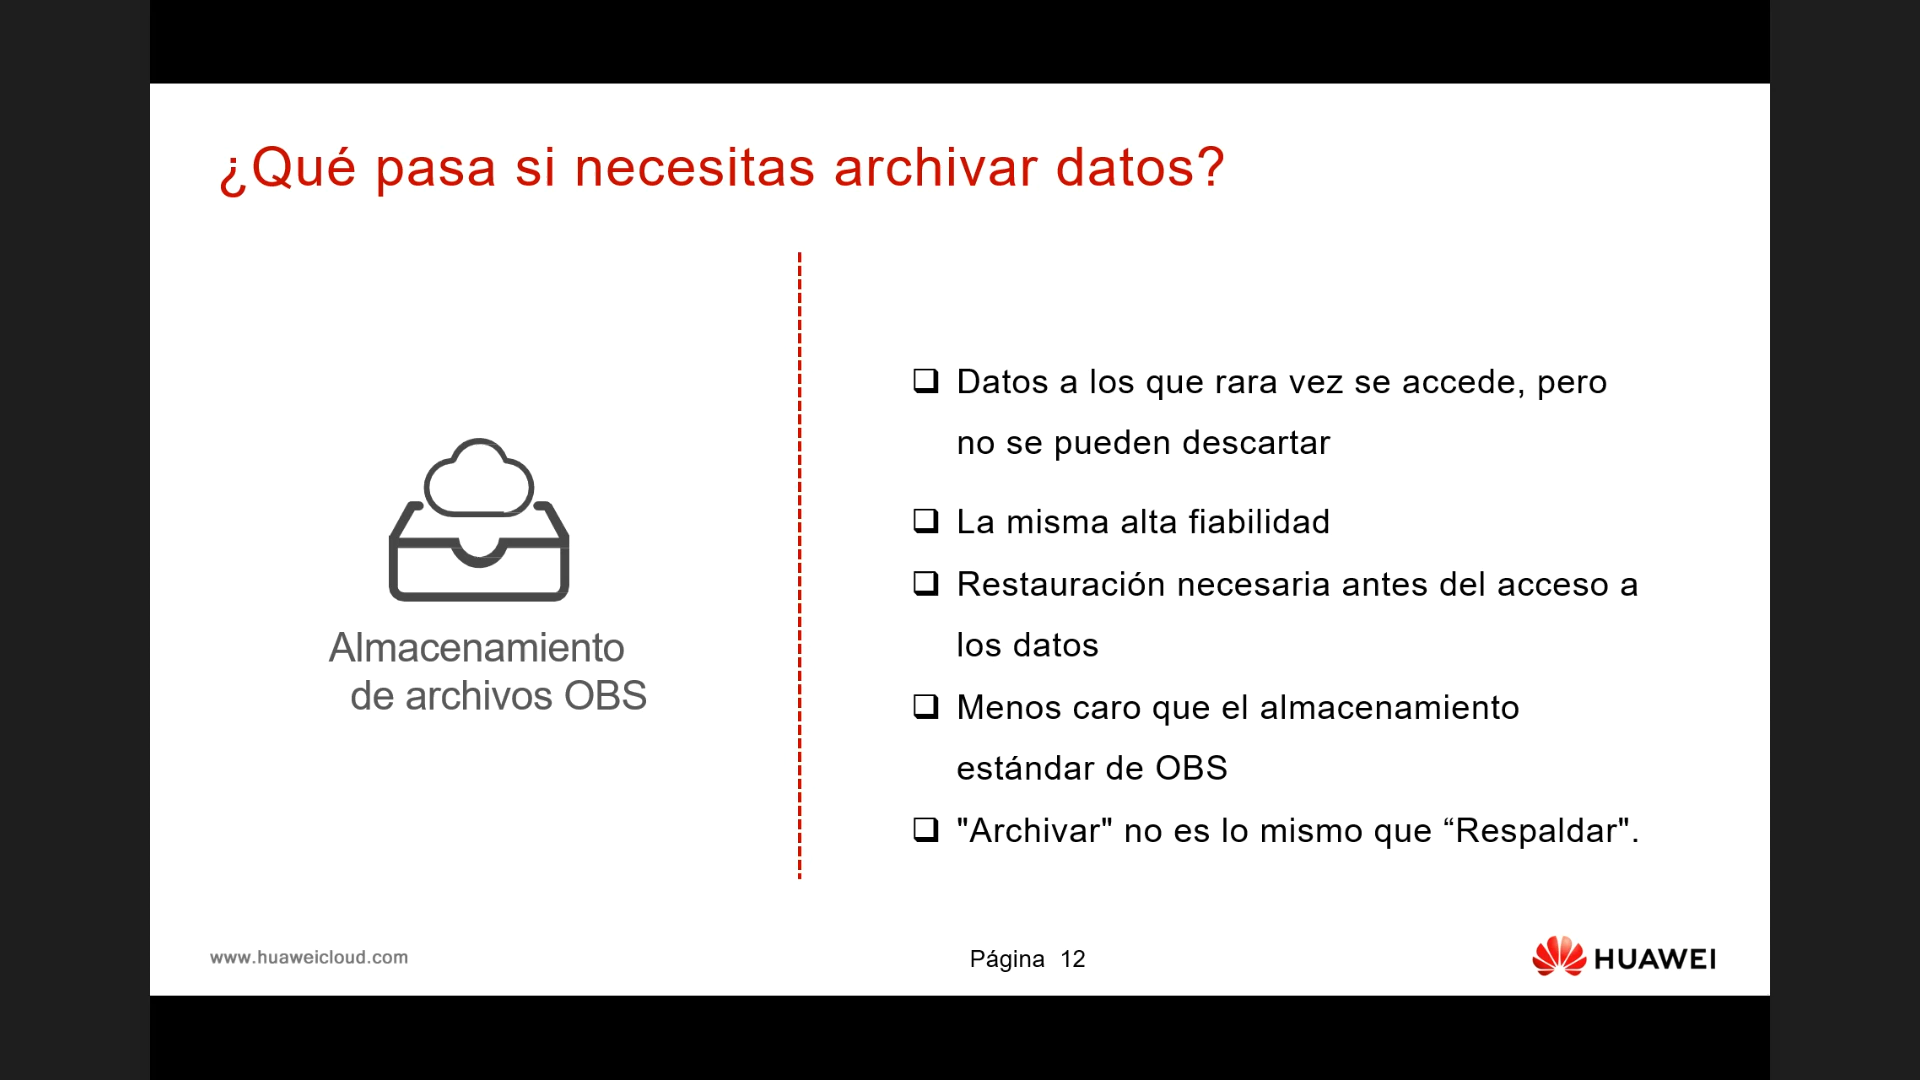 ¿Qué pasa si necesitas archivar datos?
Almacenamiento
de archivos OBS
Datos a los que rara vez se accede, pero
no se pueden descartar
La misma alta fiabilidad
Restauración necesaria antes del acceso a
los datos
Menos caro que el almacenamiento
estándar de OBS
"Archivar" no es lo mismo que “Respaldar".
www.huaweicloud.com
Página 12
HUAWEI